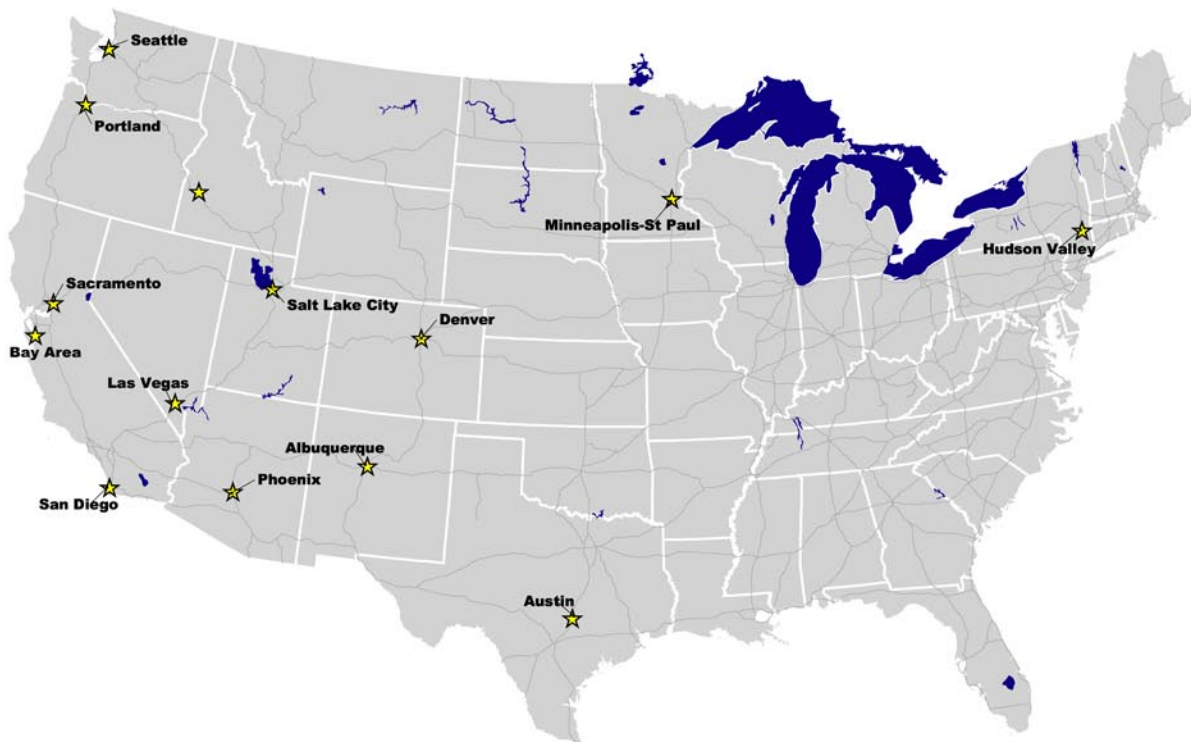 Seattle
Portland
Minneapolis-St Paul
Hudson Valley
Sacramento
Salt Lake City
Denver
Bay Area
Las Vegas
Albuquerque
Phoenix
San Diego
Austin